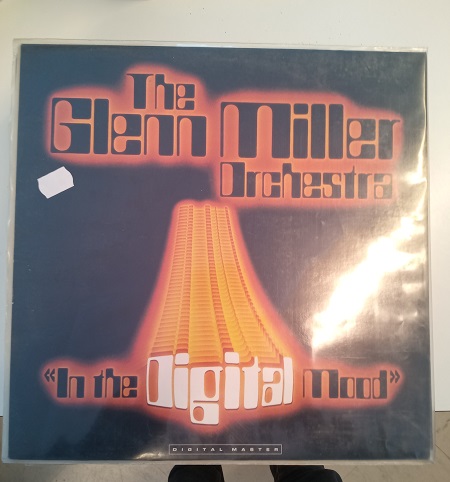 The
Glenn Miller
Orchestra
«In the Digital Mood»
DIGITAL MASTER